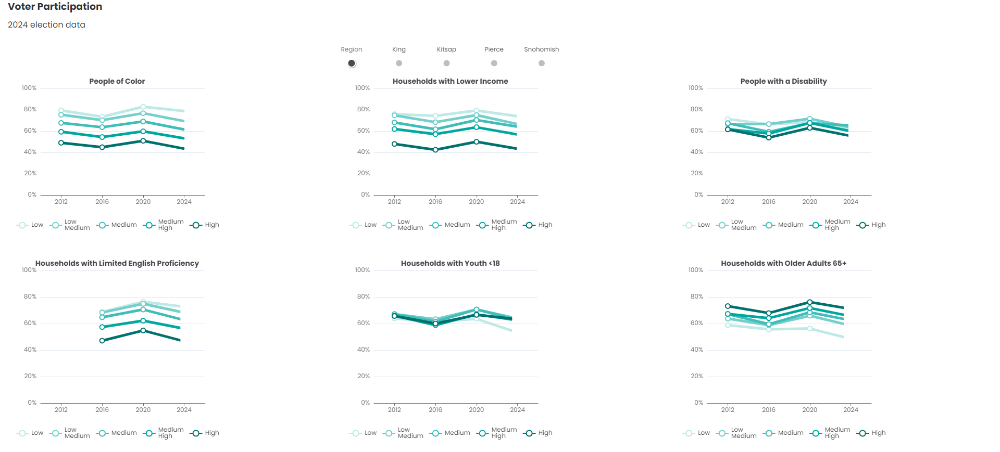 Voter Participation
2024 election data
Region King Kitsap Pierce Snohomish
People of Color
100%
80%
60%
40%
20%
0%
2012 2016 2020 2024
Low Low Medium Medium Medium High High
Households with Lower Income
100%
80%
60%
40%
20%
0%
2012 2016 2020 2024
Low Low Medium Medium Medium High High
People with a Disability
100%
80%
60%
40%
20%
0%
2012 2016 2020 2024
Low Low Medium Medium Medium High High
Households with Limited English Proficiency
100%
80%
60%
40%
20%
0%
2012 2016 2020 2024
Low Low Medium Medium Medium High High
Households with Youth <18
100%
80%
60%
40%
20%
0%
2012 2016 2020 2024
Low Low Medium Medium Medium High High
Households with Older Adults 65+
100%
80%
60%
40%
20%
0%
2012 2016 2020 2024
Low Low Medium Medium Medium High High